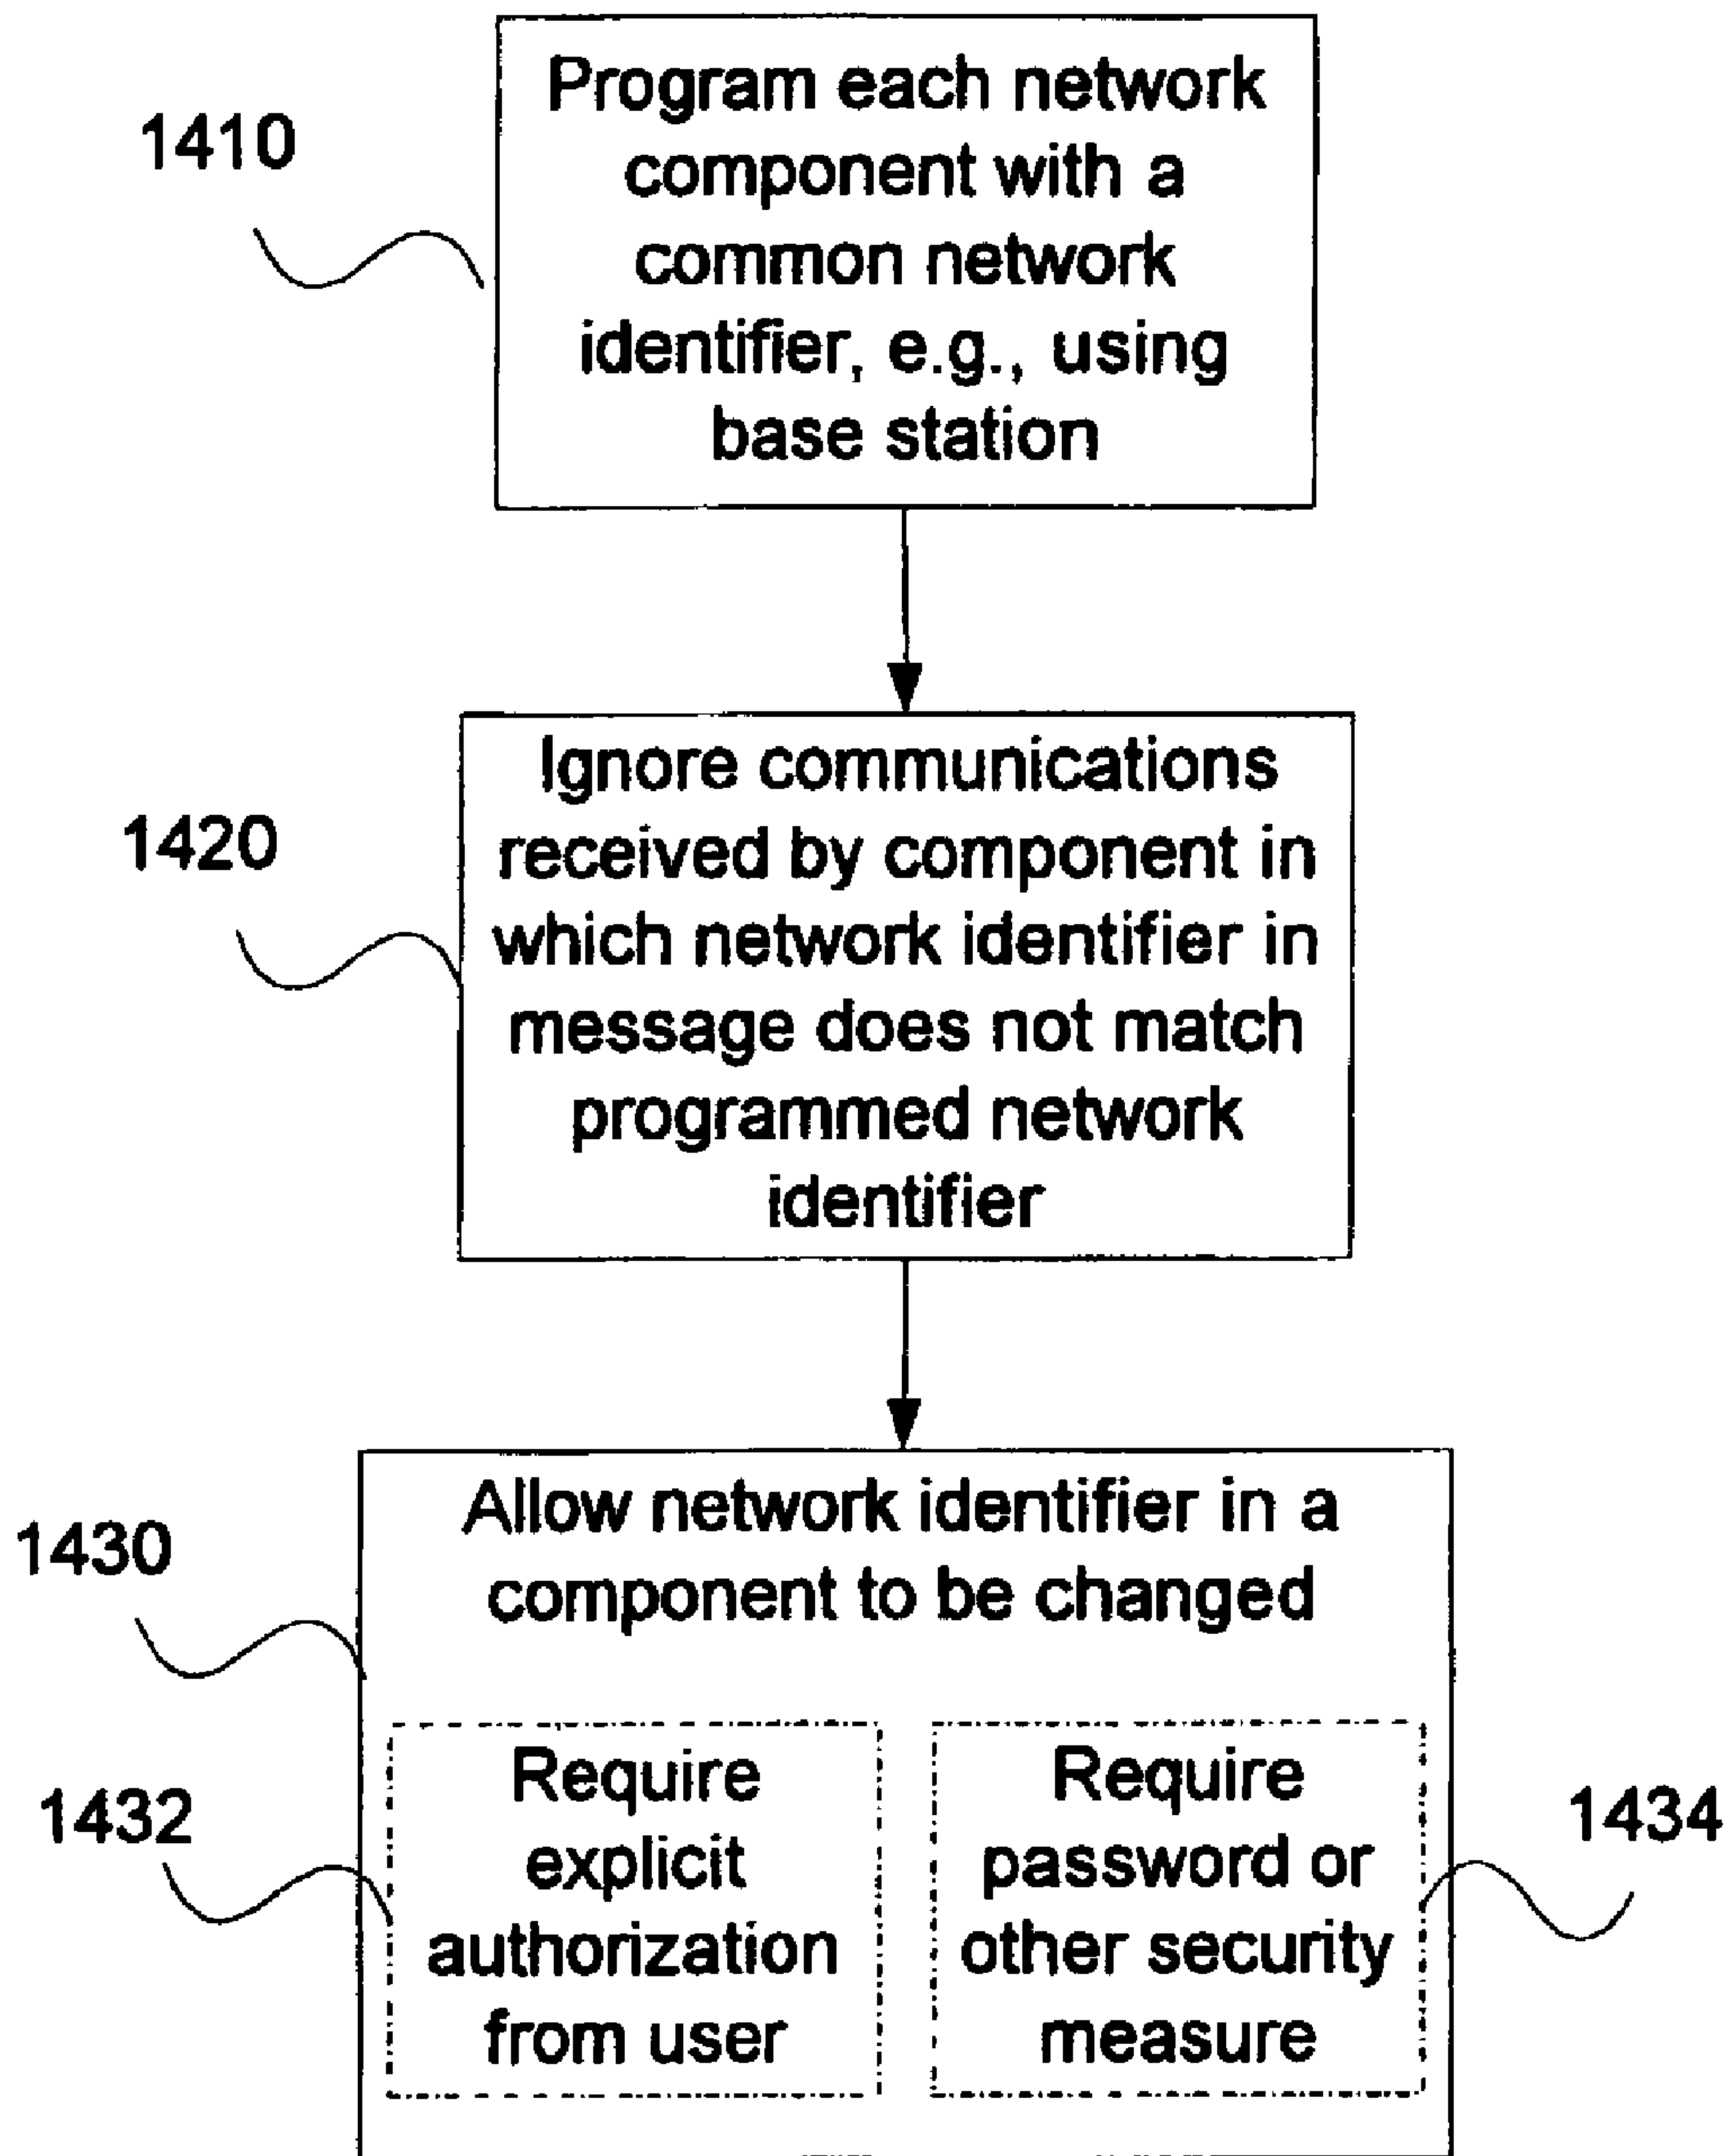 1410
Program each network
component with a
common network
identifier, e.g., using
base station
1420
Ignore communications
received by component in
which network identifier in
message does not match
programmed network
identifier
1430
Allow network identifier in a
component to be changed
1432
Require
explicit
authorization
from user
Require
password or
other security
measure
1434